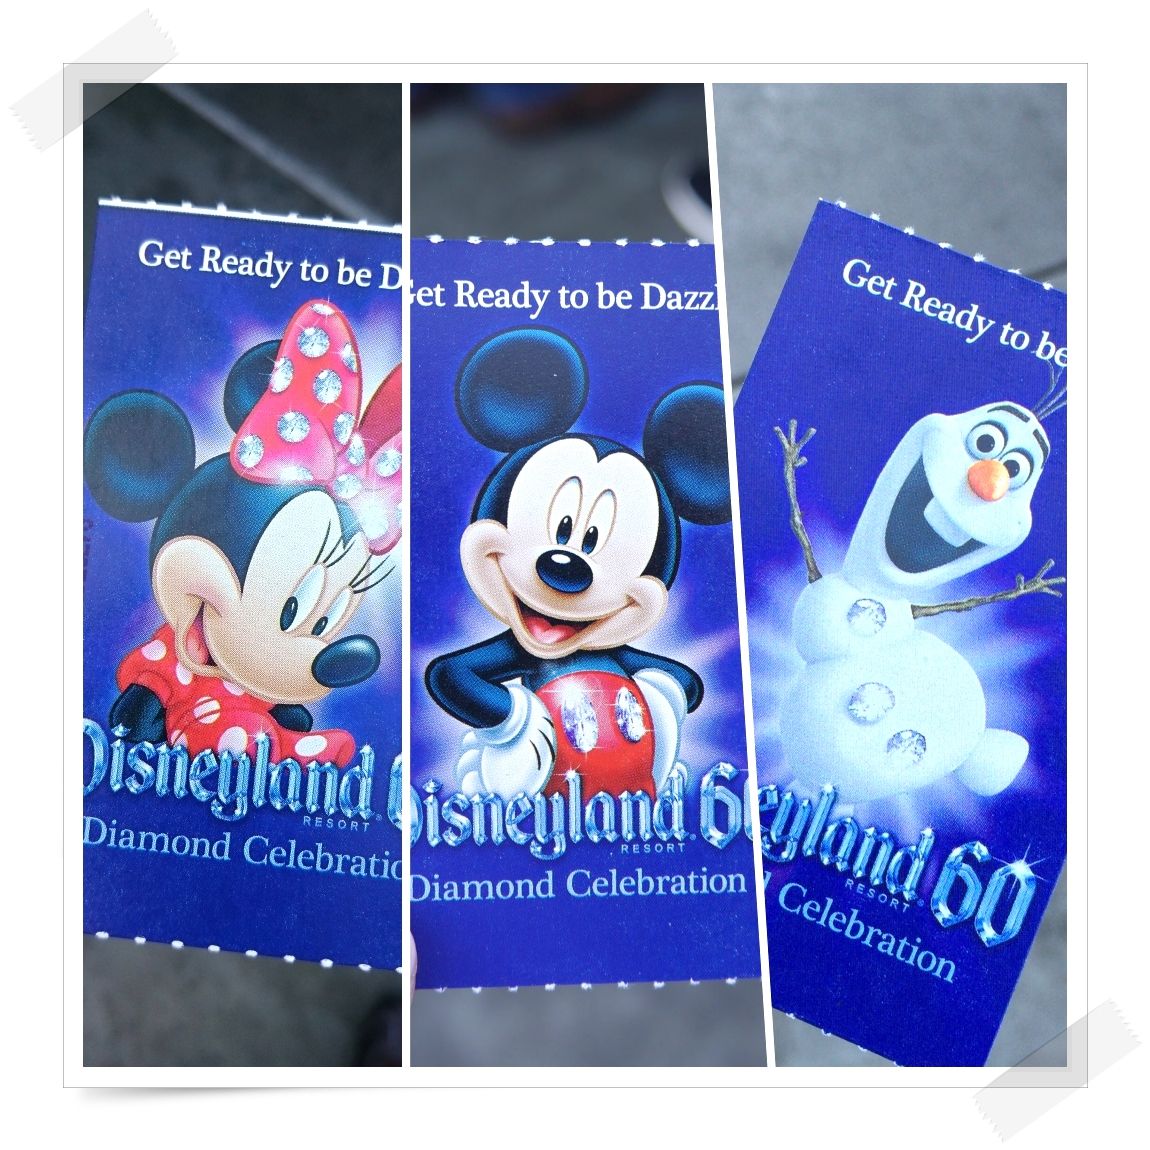 Get Ready to be D
Disneyland 6
RESORT
Diamond Celebratio
Get Ready to be Dazzl
Disneyland 6
RESORT
Diamond Celebration
Get Ready to be
eyland 60
RESORT
Celebration